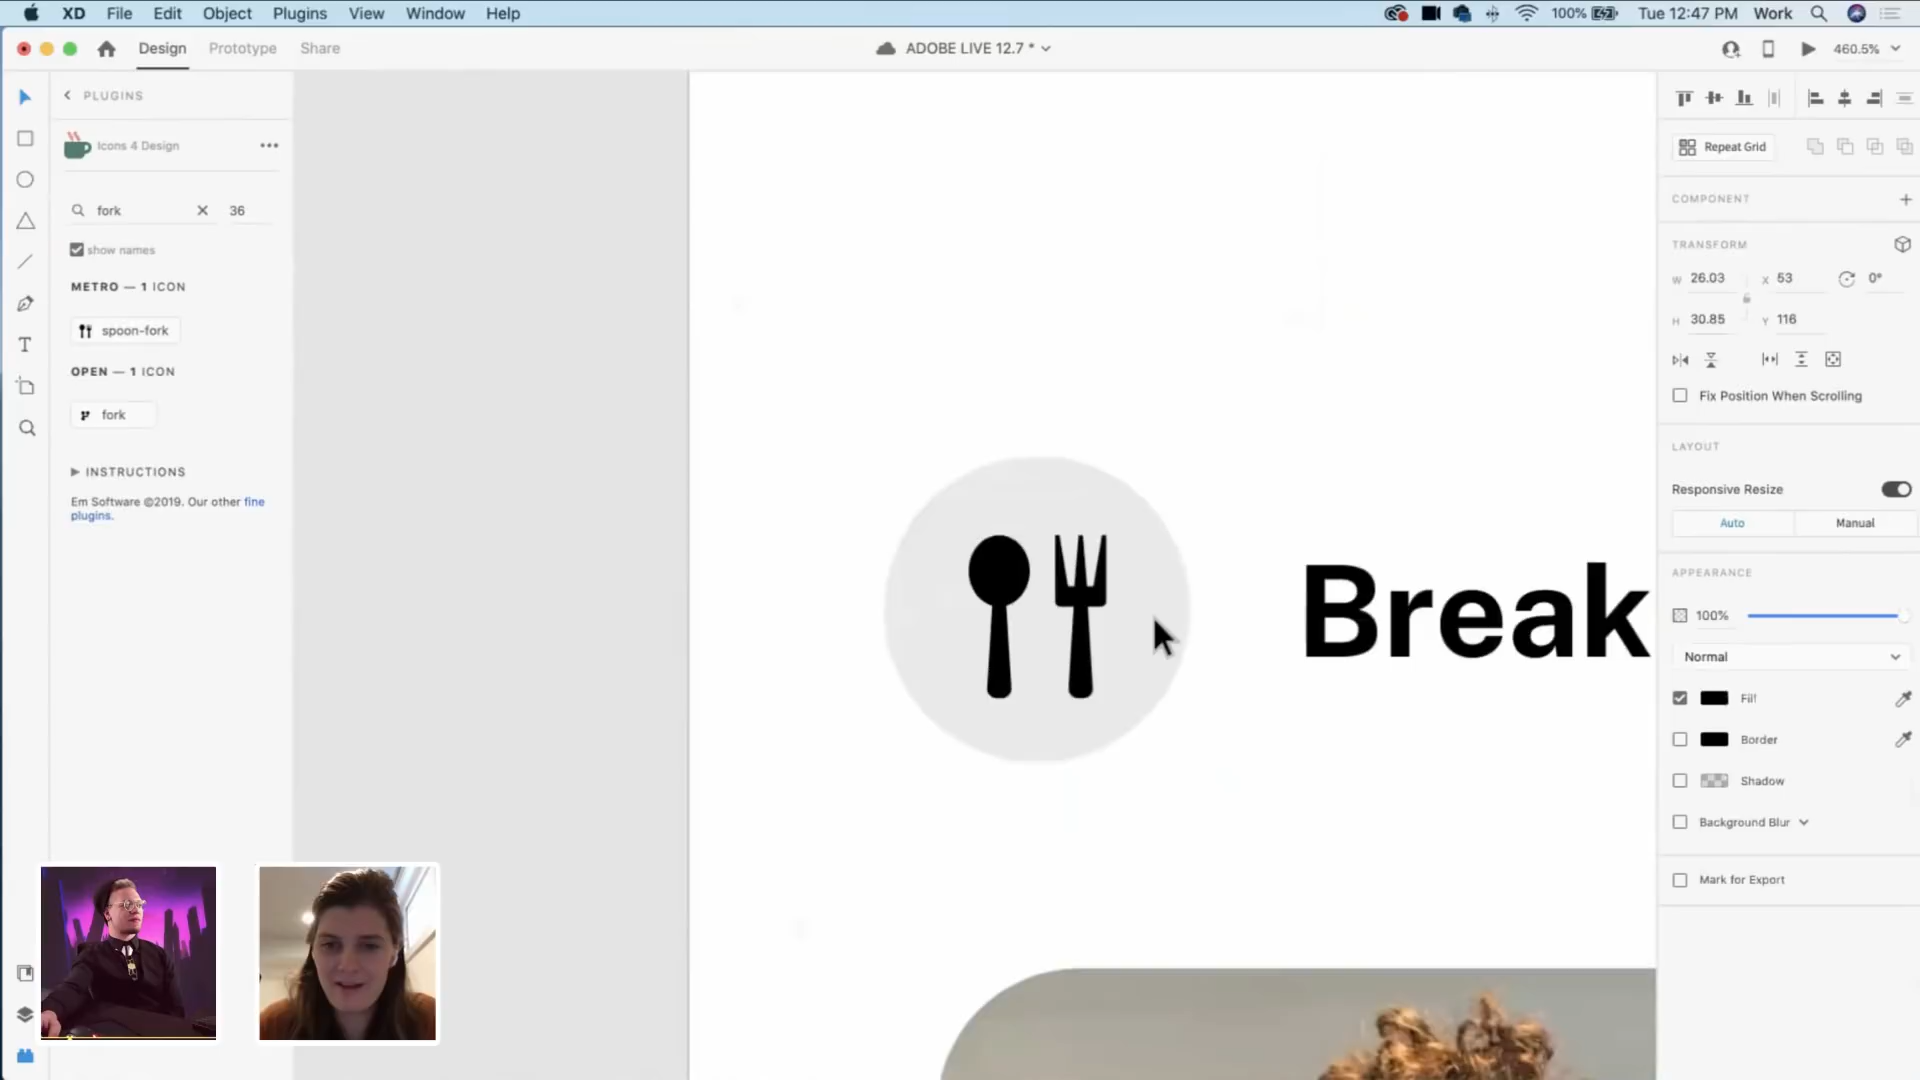 XD File Edit Object Plugins View Window Help
100% Tue 12:47 PM Work
Design Prototype Share
ADOBE LIVE 12.7 *
460.5%
PLUGINS
Icons 4 Design
fork 36
show names
METRO — 1 ICON
spoon-fork
OPEN — 1 ICON
fork
INSTRUCTIONS
Em Software ©2019. Our other fine
plugins.
Break
Repeat Grid
COMPONENT
TRANSFORM
W 26.03 X 53 0°
H 30.85 Y 116
Fix Position When Scrolling
LAYOUT
Responsive Resize
Auto Manual
APPEARANCE
100%
Normal
Fill
Border
Shadow
Background Blur
Mark for Export